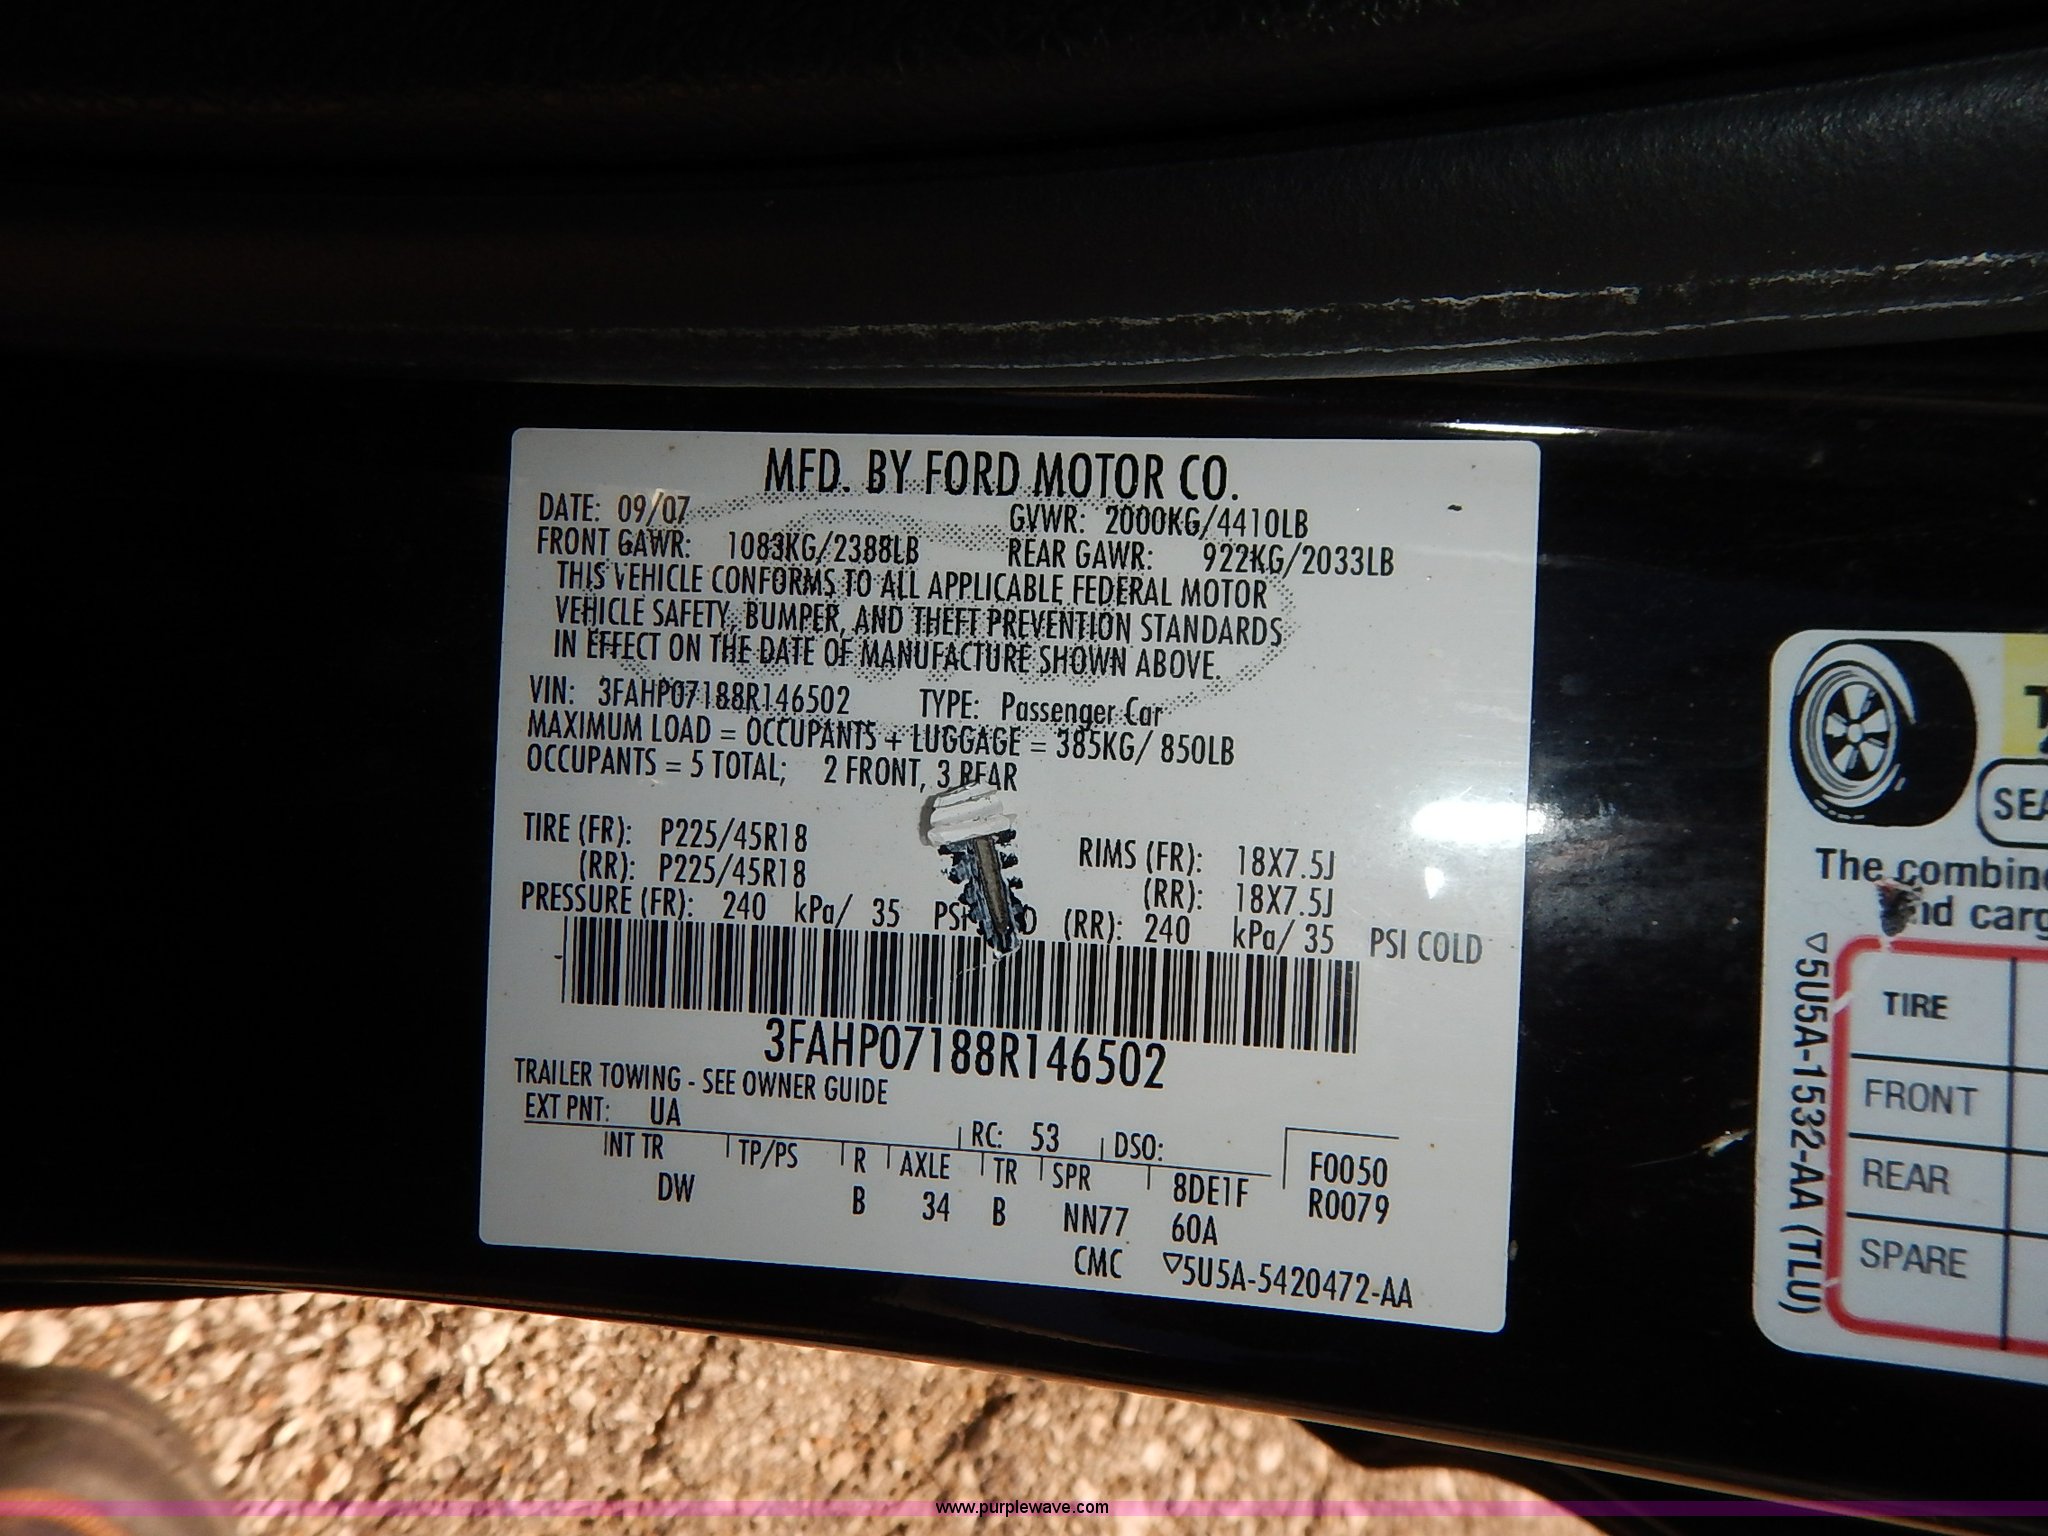 MFD. BY FORD MOTOR CO.
DATE: 09/07 GVWR: 2000KG/4410LB
FRONT GAWR: 1083KG/2388LB REAR GAWR: 922KG/2033LB
THIS VEHICLE CONFORMS TO ALL APPLICABLE FEDERAL MOTOR
VEHICLE SAFETY, BUMPER, AND THEFT PREVENTION STANDARDS
IN EFFECT ON THE DATE OF MANUFACTURE SHOWN ABOVE.
VIN: 3FAHP07188R146502 TYPE: Passenger Car
MAXIMUM LOAD = OCCUPANTS + LUGGAGE = 385KG/ 850LB
OCCUPANTS = 5 TOTAL; 2 FRONT, 3 REAR
TIRE (FR): P225/45R18 RIMS (FR): 18X7.5J
(RR): P225/45R18 (RR): 18X7.5J
PRESSURE (FR): 240 kPa/ 35 PSI (RR): 240 kPa/ 35 PSI COLD
3FAHP07188R146502
TRAILER TOWING - SEE OWNER GUIDE
EXT PNT: UA RC: 53 DSO:
INT TR TP/PS R AXLE TR SPR 8DE1F F0050
DW B 34 B NN77 60A R0079
CMC ▽5U5A-5420472-AA
SEA
The combin
nd carg
TIRE
FRONT
REAR
SPARE
▽5U5A-1532-AA (TLU)
www.purplewave.com